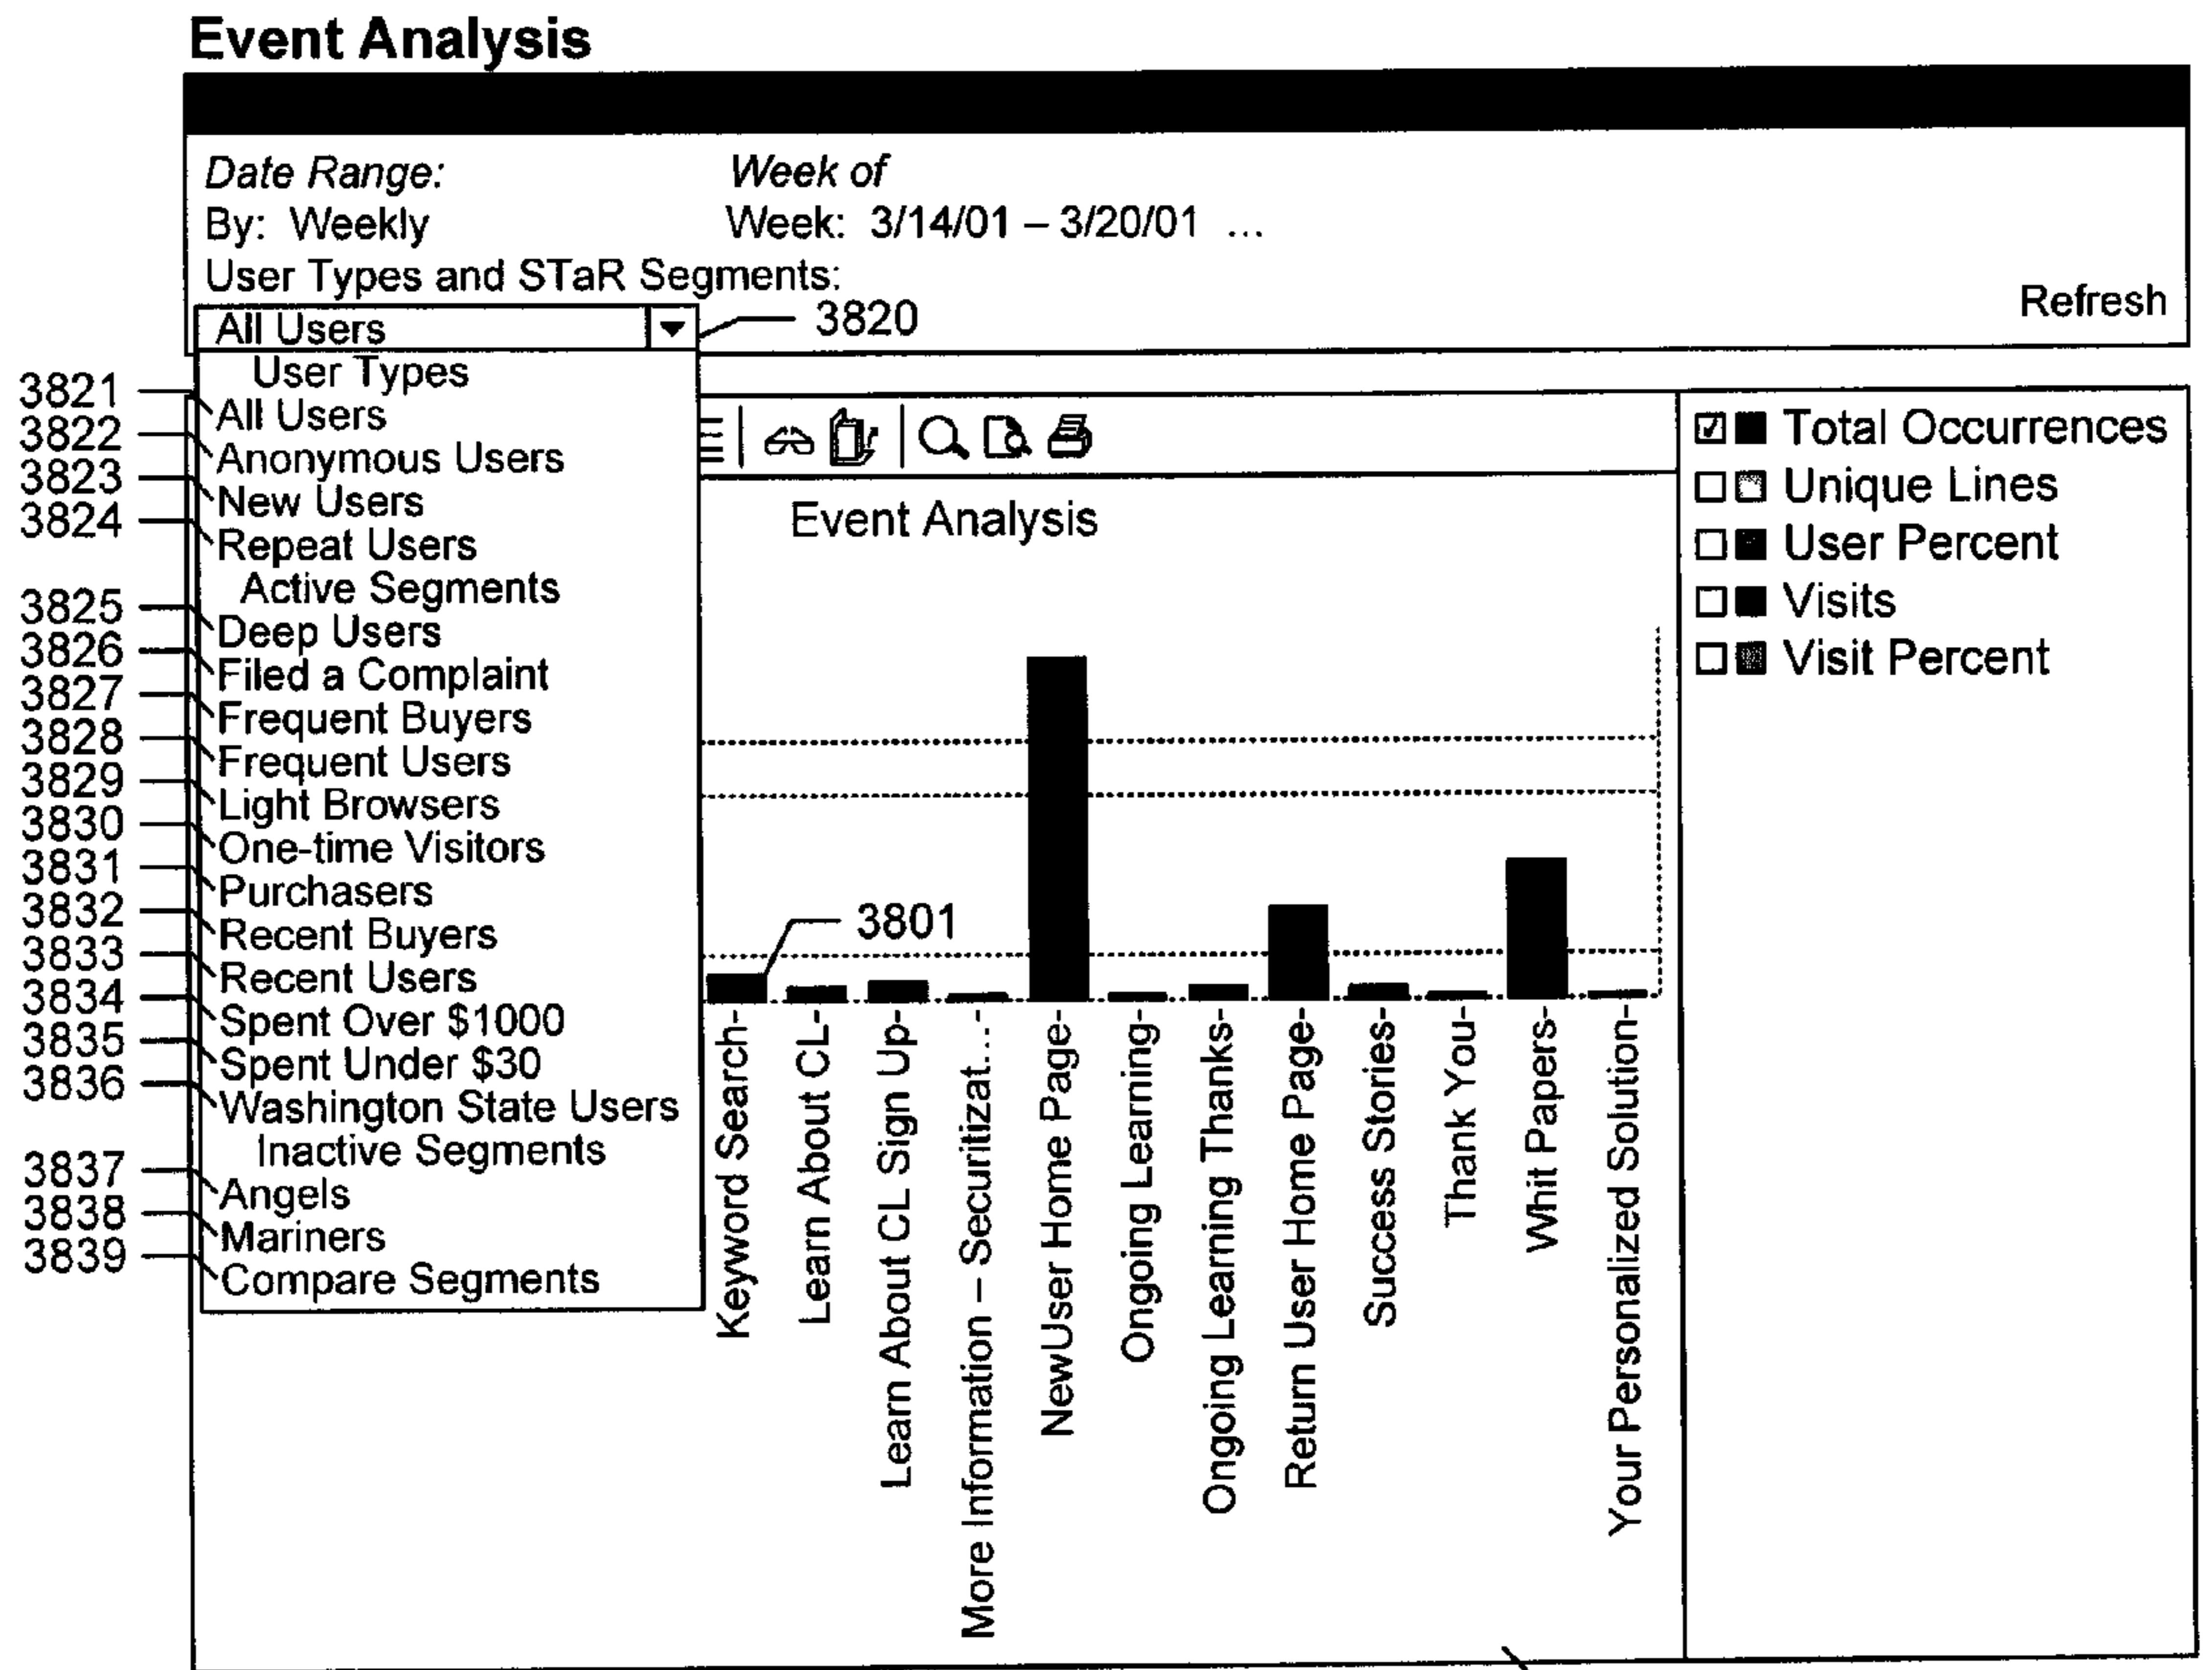 Event Analysis
Date Range:
Week of
By: Weekly
Week: 3/14/01 – 3/20/01 ...
User Types and STaR Segments:
Refresh
All Users
3820
User Types
3821
All Users
3822
Anonymous Users
3823
New Users
3824
Repeat Users
Active Segments
3825
Deep Users
3826
Filed a Complaint
3827
Frequent Buyers
3828
Frequent Users
3829
Light Browsers
3830
One-time Visitors
3831
Purchasers
3832
Recent Buyers
3833
Recent Users
3834
Spent Over $1000
3835
Spent Under $30
3836
Washington State Users
Inactive Segments
3837
Angels
3838
Mariners
3839
Compare Segments
Event Analysis
3801
Keyword Search-
Learn About CL-
Learn About CL Sign Up-
More Information – Securitizat...-
NewUser Home Page-
Ongoing Learning-
Ongoing Learning Thanks-
Return User Home Page-
Success Stories-
Thank You-
Whit Papers-
Your Personalized Solution-
Total Occurrences
Unique Lines
User Percent
Visits
Visit Percent